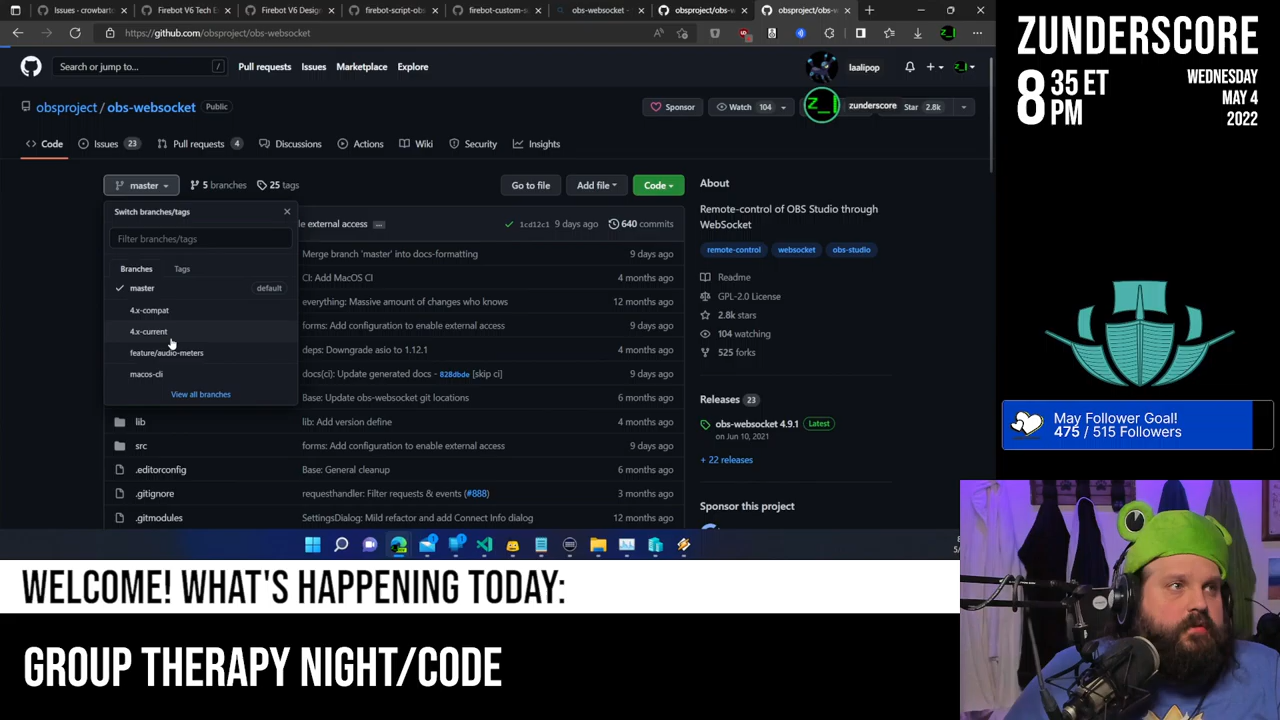 Issues - crowbart
Firebot V6 Tech E
Firebot V6 Design
firebot-script-obs
firebot-custom-s
obs-websocket -
obsproject/obs-w
obsproject/obs-w
https://github.com/obsproject/obs-websocket
Search or jump to...
/
Pull requests
Issues
Marketplace
Explore
laalipop
obsproject / obs-websocket
Public
Sponsor
Watch 104
z_|
zunderscore
Star 2.8k
Code
Issues 23
Pull requests 4
Discussions
Actions
Wiki
Security
Insights
master
5 branches
25 tags
Go to file
Add file
Code
Switch branches/tags
Filter branches/tags
Branches
Tags
master
default
4.x-compat
4.x-current
feature/audio-meters
macos-cli
View all branches
le external access ...
1cd12c1 9 days ago
640 commits
Merge branch 'master' into docs-formatting
9 days ago
CI: Add MacOS CI
4 months ago
everything: Massive amount of changes who knows
12 months ago
forms: Add configuration to enable external access
9 days ago
deps: Downgrade asio to 1.12.1
4 months ago
docs(ci): Update generated docs - 828dbde [skip ci]
9 days ago
Base: Update obs-websocket git locations
6 months ago
lib
lib: Add version define
4 months ago
src
forms: Add configuration to enable external access
9 days ago
.editorconfig
Base: General cleanup
6 months ago
.gitignore
requesthandler: Filter requests & events (#888)
3 months ago
.gitmodules
SettingsDialog: Mild refactor and add Connect Info dialog
12 months ago
About
Remote-control of OBS Studio through
WebSocket
remote-control
websocket
obs-studio
Readme
GPL-2.0 License
2.8k stars
104 watching
525 forks
Releases 23
obs-websocket 4.9.1 Latest
on Jun 10, 2021
+ 22 releases
Sponsor this project
ZUNDERSCORE
8 35 ET
PM
WEDNESDAY
MAY 4
2022
May Follower Goal!
475 / 515 Followers
WELCOME! WHAT'S HAPPENING TODAY:
GROUP THERAPY NIGHT/CODE